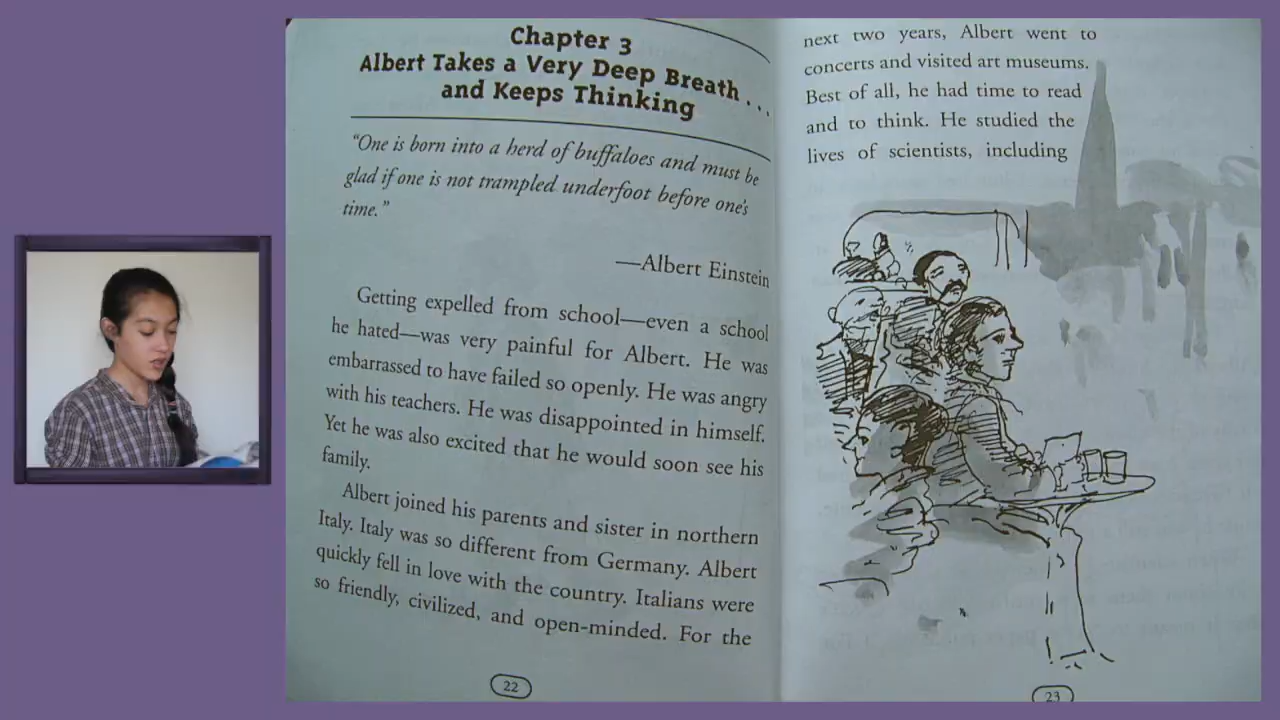 Chapter 3
Albert Takes a Very Deep Breath . . .
and Keeps Thinking
"One is born into a herd of buffaloes and must be
glad if one is not trampled underfoot before one's
time."
—Albert Einstein
Getting expelled from school—even a school
he hated—was very painful for Albert. He was
embarrassed to have failed so openly. He was angry
with his teachers. He was disappointed in himself.
Yet he was also excited that he would soon see his
family.
Albert joined his parents and sister in northern
Italy. Italy was so different from Germany. Albert
quickly fell in love with the country. Italians were
so friendly, civilized, and open-minded. For the
22
next two years, Albert went to
concerts and visited art museums.
Best of all, he had time to read
and to think. He studied the
lives of scientists, including
23